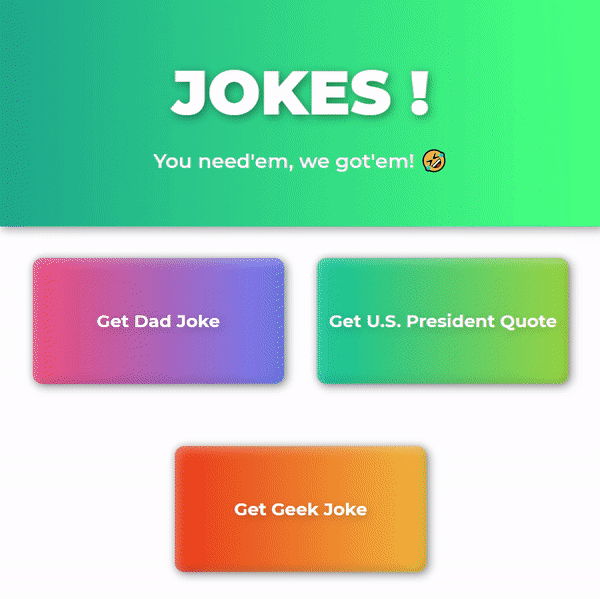 JOKES !
You need'em, we got'em! 🤣
Get Dad Joke
Get U.S. President Quote
Get Geek Joke